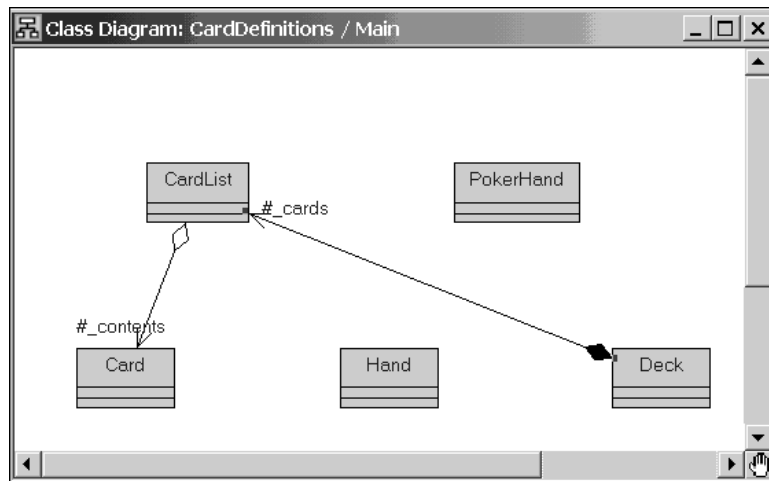 Class Diagram: CardDefinitions / Main
CardList
PokerHand
#_cards
#_contents
Card
Hand
Deck